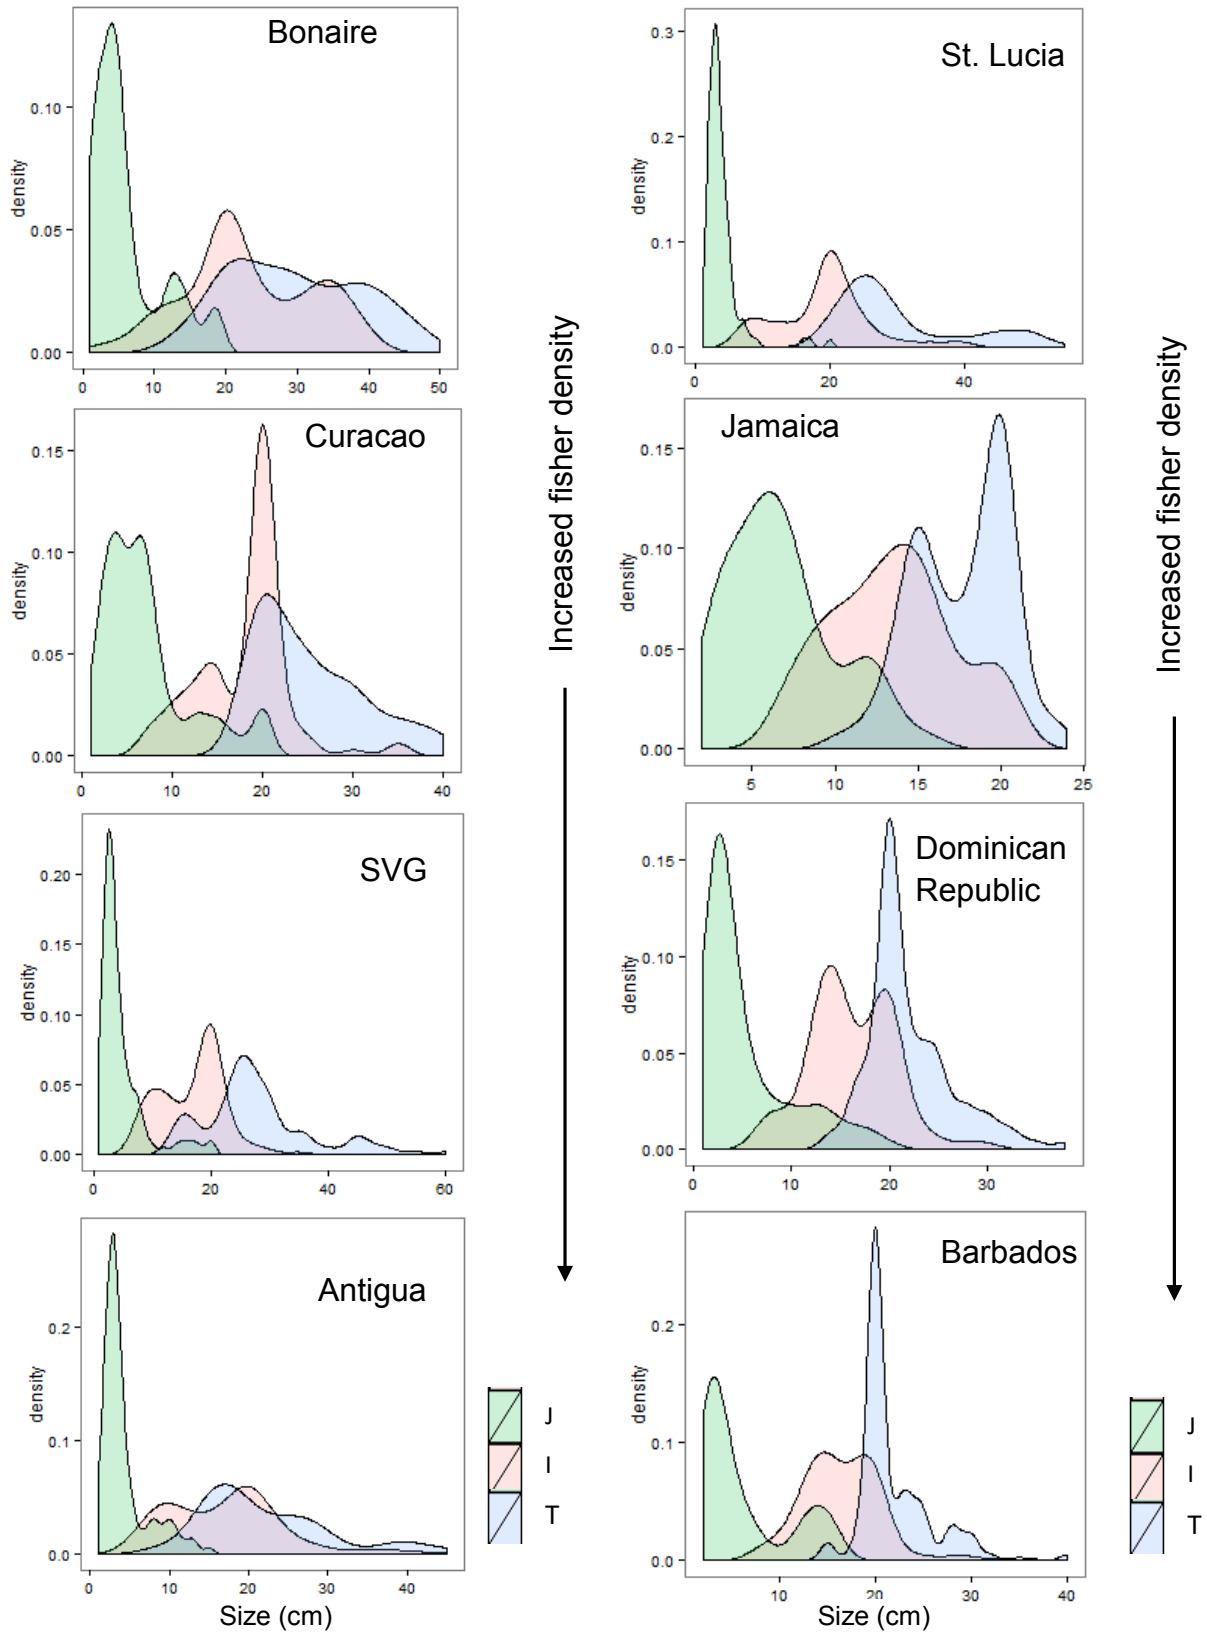 Bonaire
density
0.10
0.05
0.00
0 10 20 30 40 50
Curacao
density
0.15
0.10
0.05
0.00
0 10 20 30 40
SVG
density
0.20
0.15
0.10
0.05
0.00
0 20 40 60
Antigua
density
0.2
0.1
0.0
0 10 20 30 40
Size (cm)
Increased fisher density
J
I
T
St. Lucia
density
0.3
0.2
0.1
0.0
0 20 40
Jamaica
density
0.15
0.10
0.05
0.00
5 10 15 20 25
Dominican
Republic
density
0.15
0.10
0.05
0.00
0 10 20 30
Barbados
density
0.2
0.1
0.0
10 20 30 40
Size (cm)
Increased fisher density
J
I
T